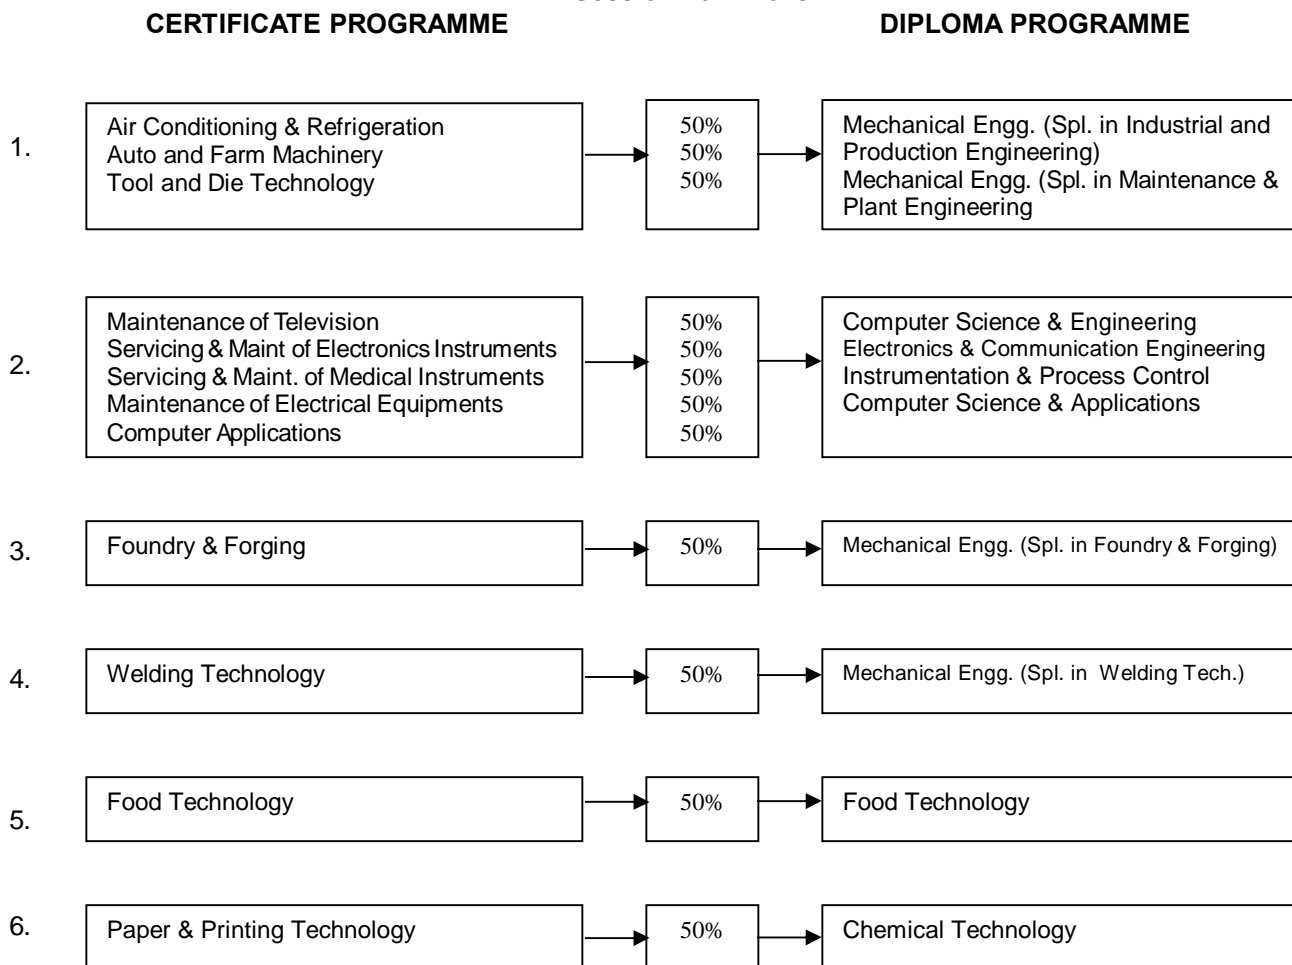 CERTIFICATE PROGRAMME DIPLOMA PROGRAMME
1.
Air Conditioning & Refrigeration
Auto and Farm Machinery
Tool and Die Technology
50%
50%
50%
Mechanical Engg. (Spl. in Industrial and
Production Engineering)
Mechanical Engg. (Spl. in Maintenance &
Plant Engineering
2.
Maintenance of Television
Servicing & Maint of Electronics Instruments
Servicing & Maint. of Medical Instruments
Maintenance of Electrical Equipments
Computer Applications
50%
50%
50%
50%
50%
Computer Science & Engineering
Electronics & Communication Engineering
Instrumentation & Process Control
Computer Science & Applications
3.
Foundry & Forging
50%
Mechanical Engg. (Spl. in Foundry & Forging)
4.
Welding Technology
50%
Mechanical Engg. (Spl. in Welding Tech.)
5.
Food Technology
50%
Food Technology
6.
Paper & Printing Technology
50%
Chemical Technology